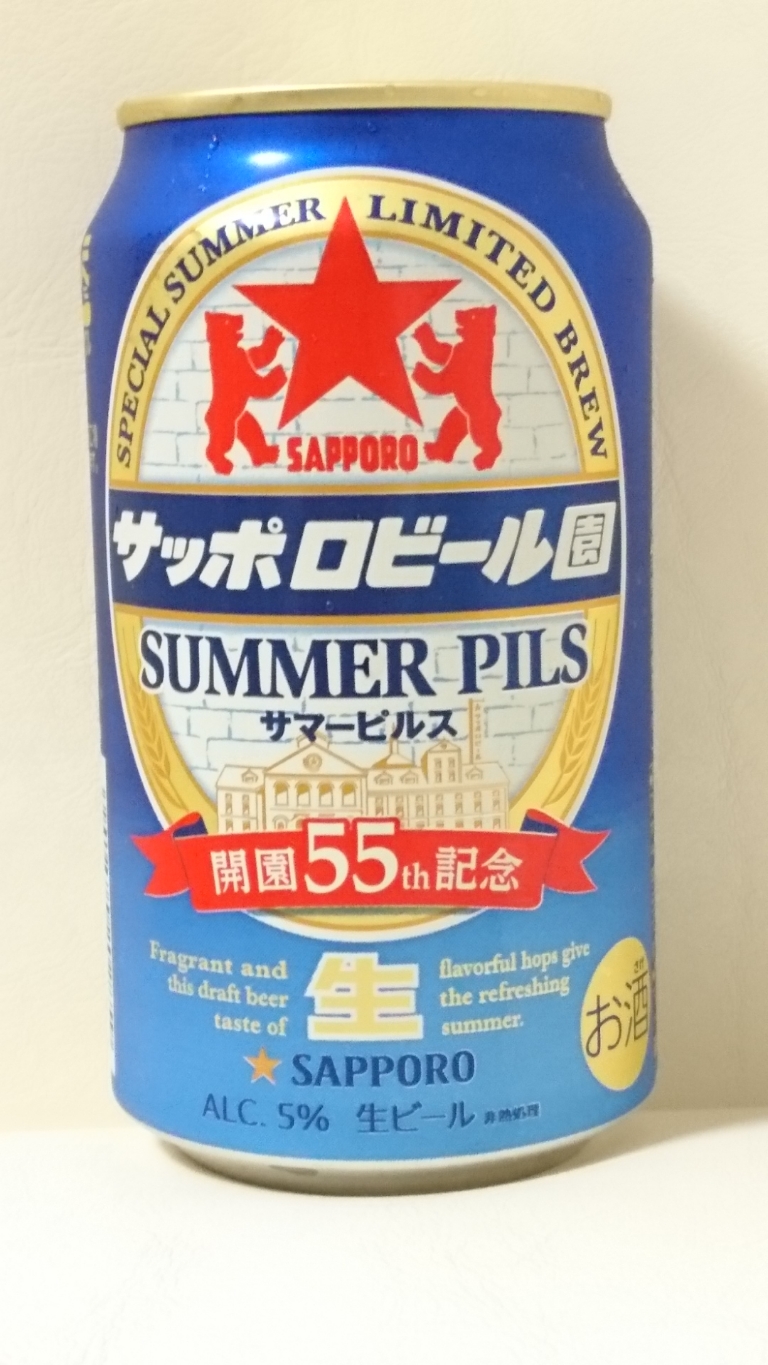 SPECIAL SUMMER LIMITED BREW
SAPPORO
サッポロビール園
SUMMER PILS
サマーピルス
開園55th記念
Fragrant and
this draft beer
taste of
生
flavorful hops give
the refreshing
summer.
お酒
さけ
SAPPORO
ALC. 5% 生ビール 非熱処理